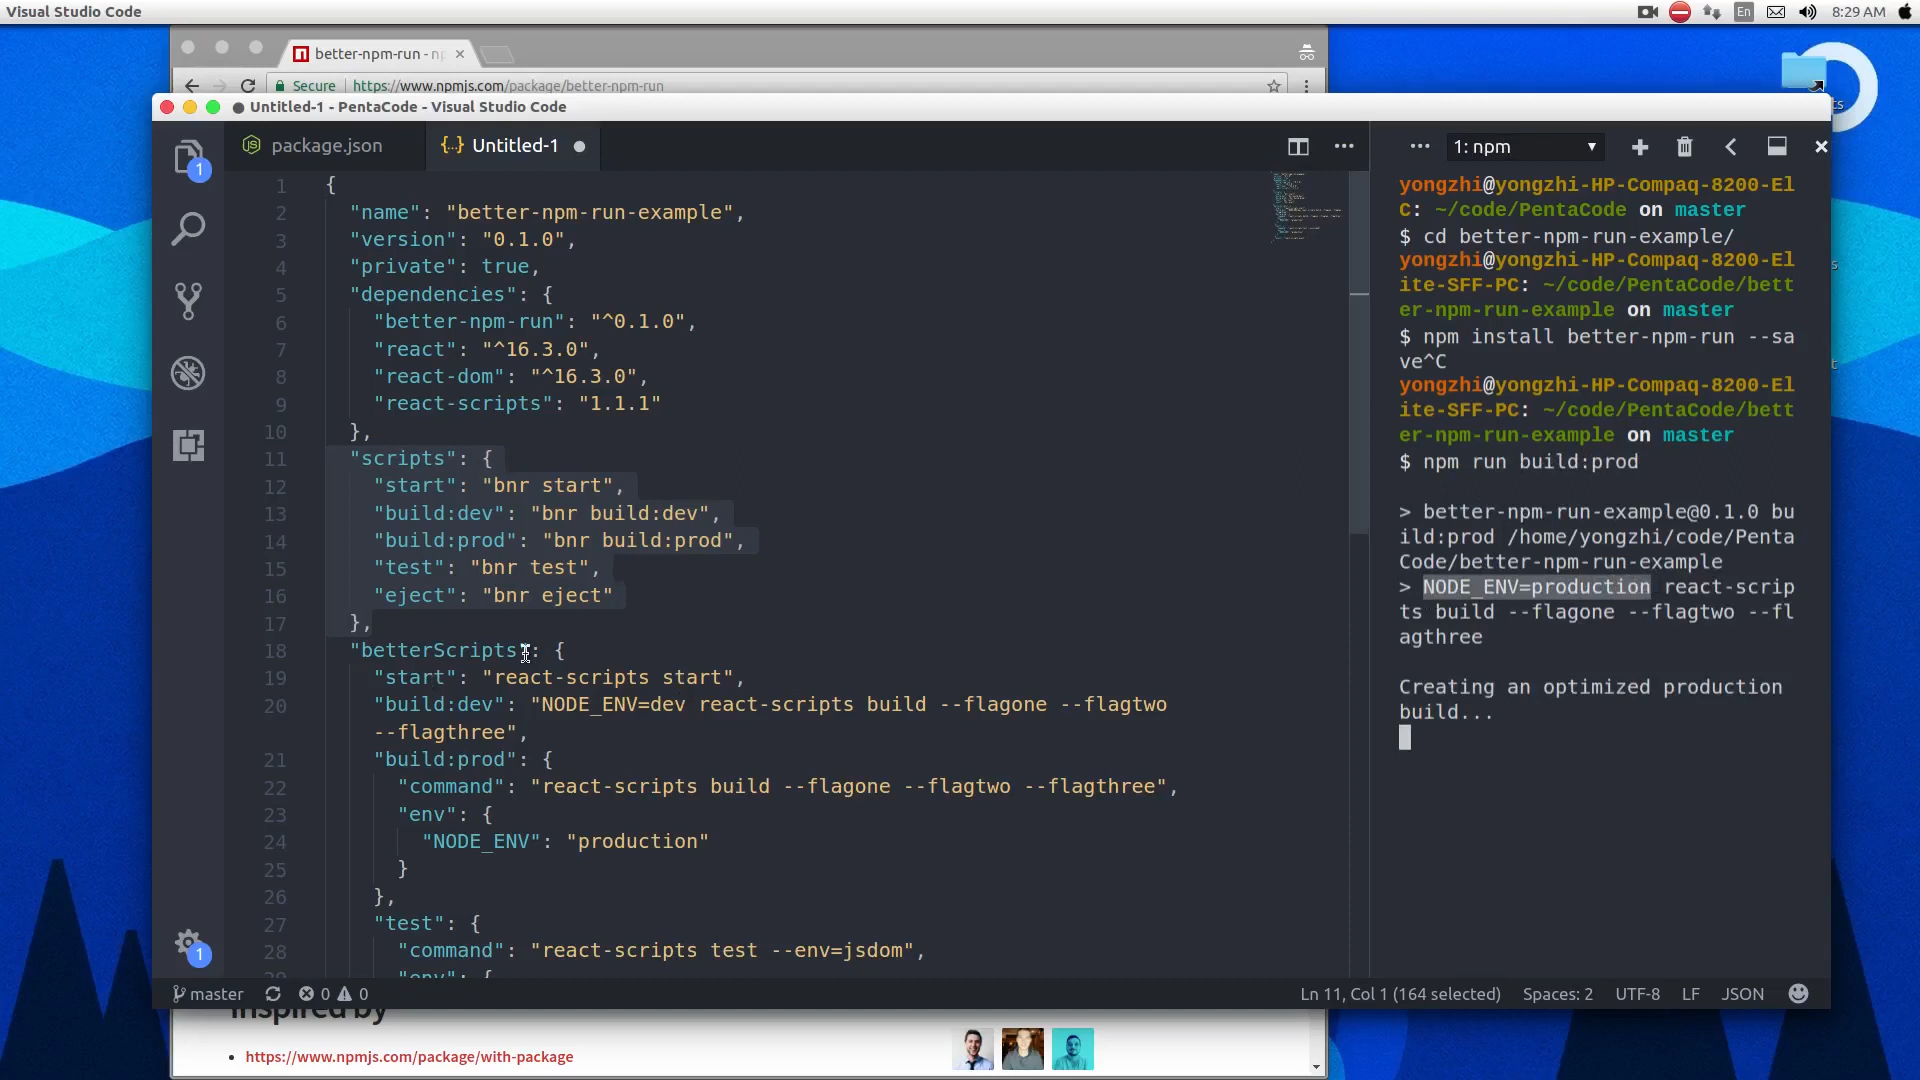 Visual Studio Code
En
8:29 AM
better-npm-run - np
Secure https://www.npmjs.com/package/better-npm-run
Untitled-1 - PentaCode - Visual Studio Code
package.json
{..} Untitled-1
1: npm
1
1 {
2 "name": "better-npm-run-example",
3 "version": "0.1.0",
4 "private": true,
5 "dependencies": {
6 "better-npm-run": "^0.1.0",
7 "react": "^16.3.0",
8 "react-dom": "^16.3.0",
9 "react-scripts": "1.1.1"
10 },
11 "scripts": {
12 "start": "bnr start",
13 "build:dev": "bnr build:dev",
14 "build:prod": "bnr build:prod",
15 "test": "bnr test",
16 "eject": "bnr eject"
17 },
18 "betterScripts": {
19 "start": "react-scripts start",
20 "build:dev": "NODE_ENV=dev react-scripts build --flagone --flagtwo
--flagthree",
21 "build:prod": {
22 "command": "react-scripts build --flagone --flagtwo --flagthree",
23 "env": {
24 "NODE_ENV": "production"
25 }
26 },
27 "test": {
28 "command": "react-scripts test --env=jsdom",
29 "env": {
1
yongzhi@yongzhi-HP-Compaq-8200-El
C: ~/code/PentaCode on master
$ cd better-npm-run-example/
yongzhi@yongzhi-HP-Compaq-8200-El
ite-SFF-PC: ~/code/PentaCode/bett
er-npm-run-example on master
$ npm install better-npm-run --sa
ve^C
yongzhi@yongzhi-HP-Compaq-8200-El
ite-SFF-PC: ~/code/PentaCode/bett
er-npm-run-example on master
$ npm run build:prod
> better-npm-run-example@0.1.0 bu
ild:prod /home/yongzhi/code/Penta
Code/better-npm-run-example
> NODE_ENV=production react-scrip
ts build --flagone --flagtwo --fl
agthree
Creating an optimized production
build...
master 0 0
Ln 11, Col 1 (164 selected) Spaces: 2 UTF-8 LF JSON
Inspired by
• https://www.npmjs.com/package/with-package